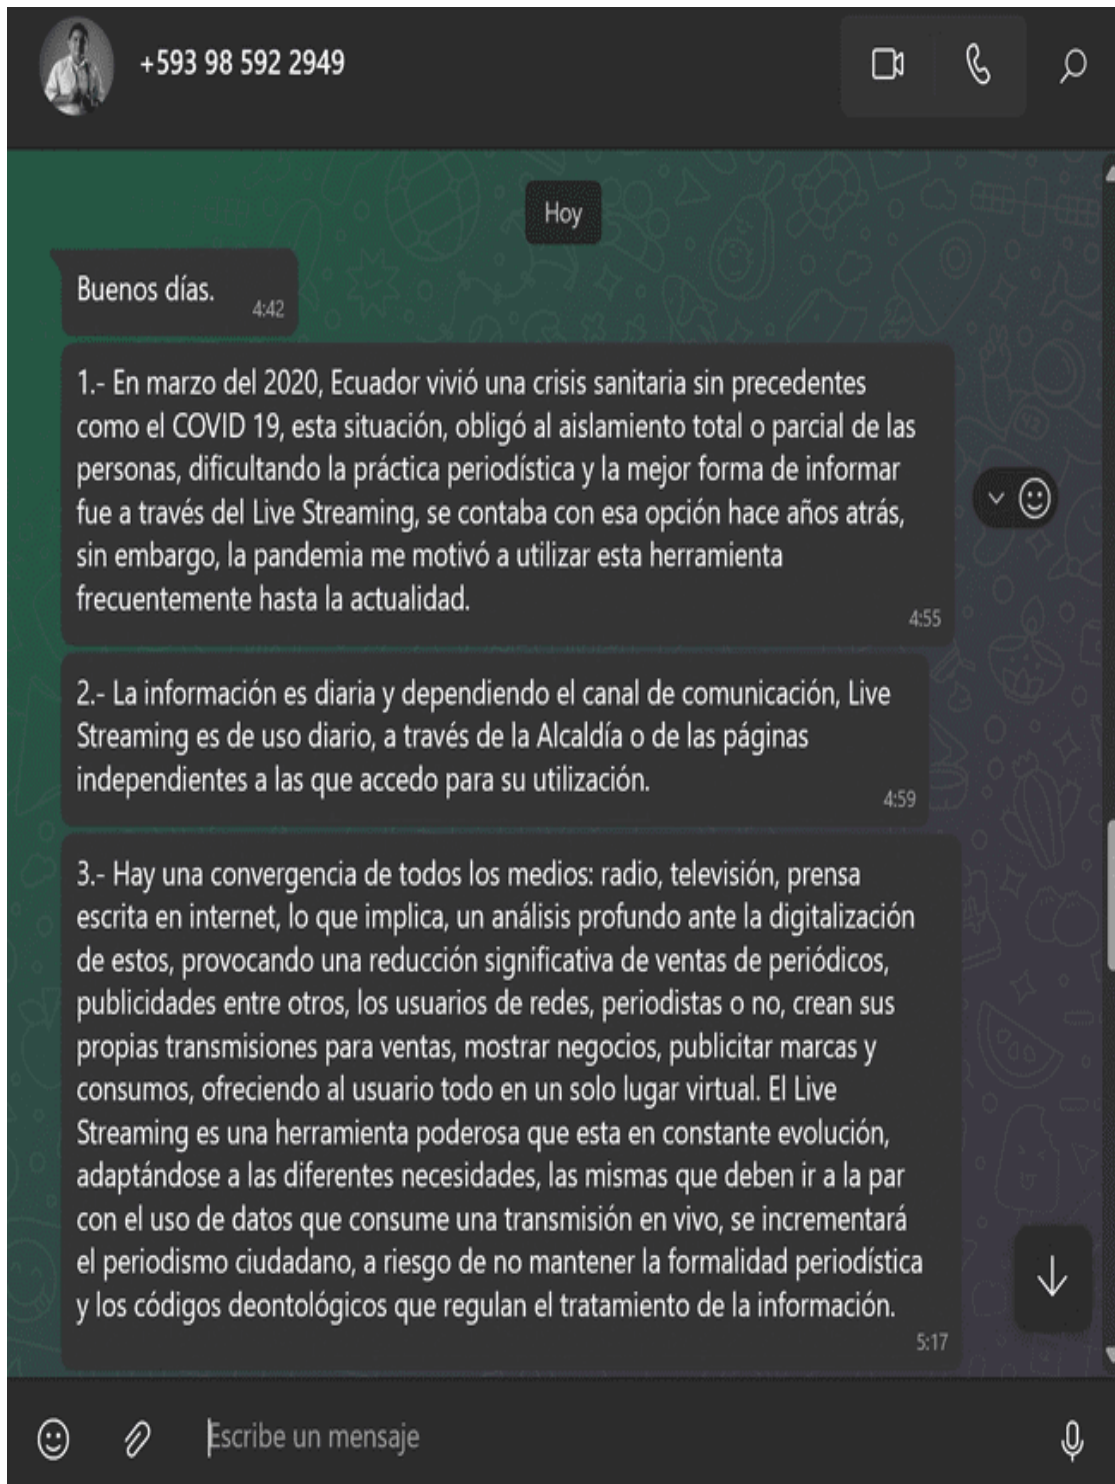 +593 98 592 2949
Hoy
Buenos días.
4:42
1.- En marzo del 2020, Ecuador vivió una crisis sanitaria sin precedentes
como el COVID 19, esta situación, obligó al aislamiento total o parcial de las
personas, dificultando la práctica periodística y la mejor forma de informar
fue a través del Live Streaming, se contaba con esa opción hace años atrás,
sin embargo, la pandemia me motivó a utilizar esta herramienta
frecuentemente hasta la actualidad.
4:55
2.- La información es diaria y dependiendo el canal de comunicación, Live
Streaming es de uso diario, a través de la Alcaldía o de las páginas
independientes a las que accedo para su utilización.
4:59
3.- Hay una convergencia de todos los medios: radio, televisión, prensa
escrita en internet, lo que implica, un análisis profundo ante la digitalización
de estos, provocando una reducción significativa de ventas de periódicos,
publicidades entre otros, los usuarios de redes, periodistas o no, crean sus
propias transmisiones para ventas, mostrar negocios, publicitar marcas y
consumos, ofreciendo al usuario todo en un solo lugar virtual. El Live
Streaming es una herramienta poderosa que esta en constante evolución,
adaptándose a las diferentes necesidades, las mismas que deben ir a la par
con el uso de datos que consume una transmisión en vivo, se incrementará
el periodismo ciudadano, a riesgo de no mantener la formalidad periodística
y los códigos deontológicos que regulan el tratamiento de la información.
5:17
Escribe un mensaje